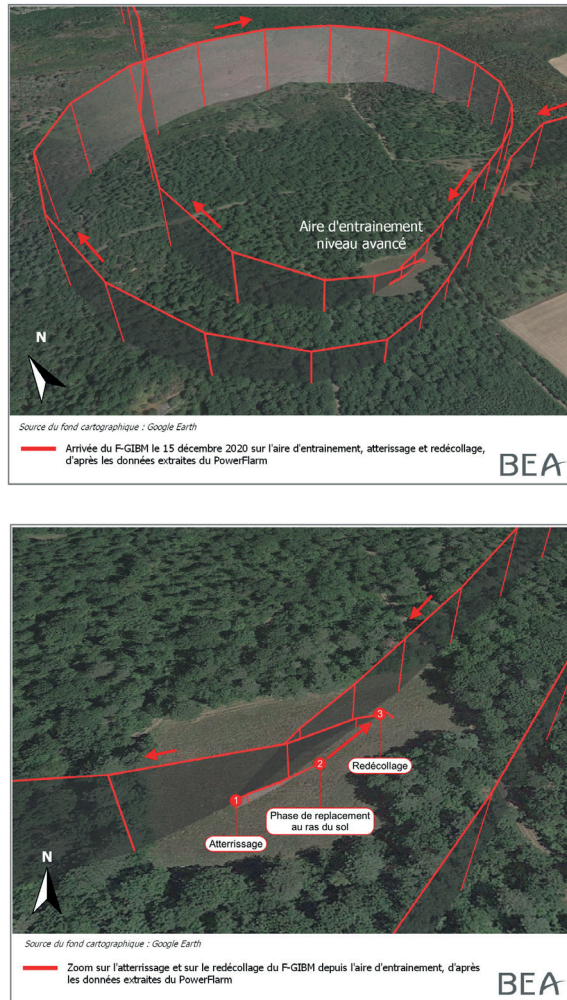 Aire d'entrainement
niveau avancé
N
Source du fond cartographique : Google Earth
Arrivée du F-GIBM le 15 décembre 2020 sur l'aire d'entrainement, atterissage et redécollage,
d'après les données extraites du PowerFlarm
BEA
3
2
Redécollage
1
Phase de replacement
au ras du sol
Atterrissage
N
Source du fond cartographique : Google Earth
Zoom sur l'atterrissage et sur le redécollage du F-GIBM depuis l'aire d'entrainement, d'après
les données extraites du PowerFlarm
BEA